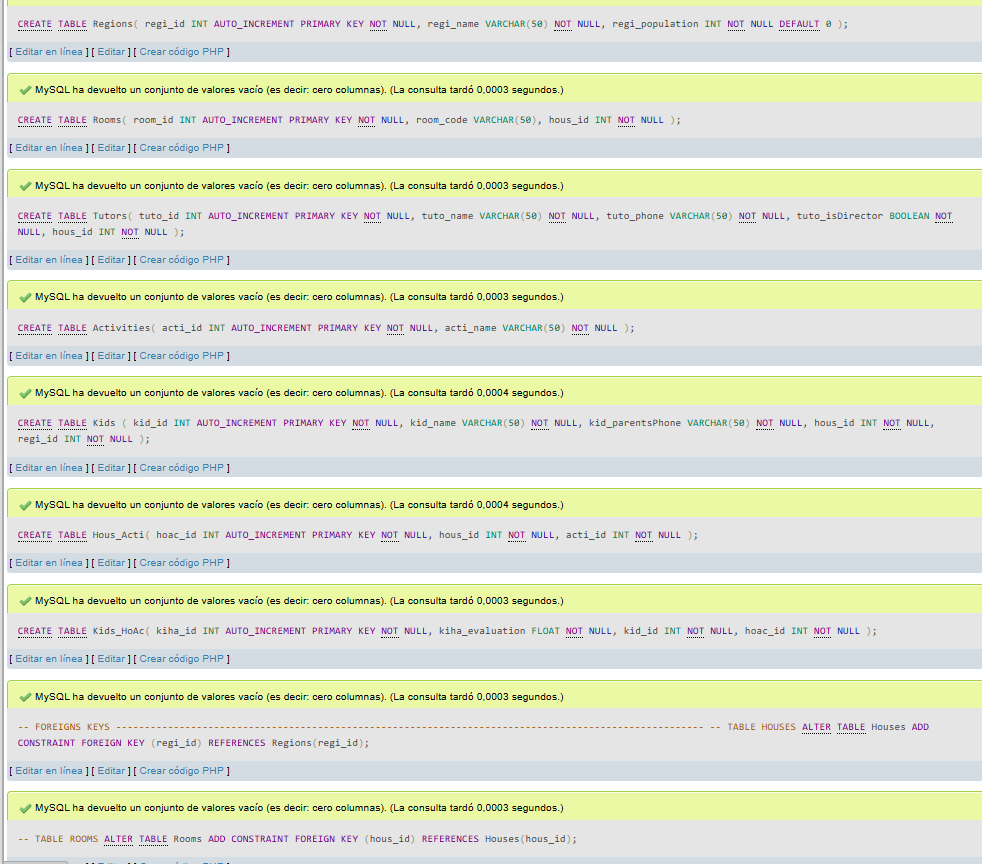 CREATE TABLE Regions( regi_id INT AUTO_INCREMENT PRIMARY KEY NOT NULL, regi_name VARCHAR(50) NOT NULL, regi_population INT NOT NULL DEFAULT 0 );
[ Editar en línea ] [ Editar ] [ Crear código PHP ]
MySQL ha devuelto un conjunto de valores vacío (es decir: cero columnas). (La consulta tardó 0,0003 segundos.)
CREATE TABLE Rooms( room_id INT AUTO_INCREMENT PRIMARY KEY NOT NULL, room_code VARCHAR(50), hous_id INT NOT NULL );
[ Editar en línea ] [ Editar ] [ Crear código PHP ]
MySQL ha devuelto un conjunto de valores vacío (es decir: cero columnas). (La consulta tardó 0,0003 segundos.)
CREATE TABLE Tutors( tuto_id INT AUTO_INCREMENT PRIMARY KEY NOT NULL, tuto_name VARCHAR(50) NOT NULL, tuto_phone VARCHAR(50) NOT NULL, tuto_isDirector BOOLEAN NOT
NULL, hous_id INT NOT NULL );
[ Editar en línea ] [ Editar ] [ Crear código PHP ]
MySQL ha devuelto un conjunto de valores vacío (es decir: cero columnas). (La consulta tardó 0,0003 segundos.)
CREATE TABLE Activities( acti_id INT AUTO_INCREMENT PRIMARY KEY NOT NULL, acti_name VARCHAR(50) NOT NULL );
[ Editar en línea ] [ Editar ] [ Crear código PHP ]
MySQL ha devuelto un conjunto de valores vacío (es decir: cero columnas). (La consulta tardó 0,0004 segundos.)
CREATE TABLE Kids ( kid_id INT AUTO_INCREMENT PRIMARY KEY NOT NULL, kid_name VARCHAR(50) NOT NULL, kid_parentsPhone VARCHAR(50) NOT NULL, hous_id INT NOT NULL,
regi_id INT NOT NULL );
[ Editar en línea ] [ Editar ] [ Crear código PHP ]
MySQL ha devuelto un conjunto de valores vacío (es decir: cero columnas). (La consulta tardó 0,0004 segundos.)
CREATE TABLE Hous_Acti( hoac_id INT AUTO_INCREMENT PRIMARY KEY NOT NULL, hous_id INT NOT NULL, acti_id INT NOT NULL );
[ Editar en línea ] [ Editar ] [ Crear código PHP ]
MySQL ha devuelto un conjunto de valores vacío (es decir: cero columnas). (La consulta tardó 0,0003 segundos.)
CREATE TABLE Kids_HoAc( kiha_id INT AUTO_INCREMENT PRIMARY KEY NOT NULL, kiha_evaluation FLOAT NOT NULL, kid_id INT NOT NULL, hoac_id INT NOT NULL );
[ Editar en línea ] [ Editar ] [ Crear código PHP ]
MySQL ha devuelto un conjunto de valores vacío (es decir: cero columnas). (La consulta tardó 0,0003 segundos.)
-- FOREIGNS KEYS ------------------------------------------------------------------------------------------------------ -- TABLE HOUSES ALTER TABLE Houses ADD
CONSTRAINT FOREIGN KEY (regi_id) REFERENCES Regions(regi_id);
[ Editar en línea ] [ Editar ] [ Crear código PHP ]
MySQL ha devuelto un conjunto de valores vacío (es decir: cero columnas). (La consulta tardó 0,0003 segundos.)
-- TABLE ROOMS ALTER TABLE Rooms ADD CONSTRAINT FOREIGN KEY (hous_id) REFERENCES Houses(hous_id);